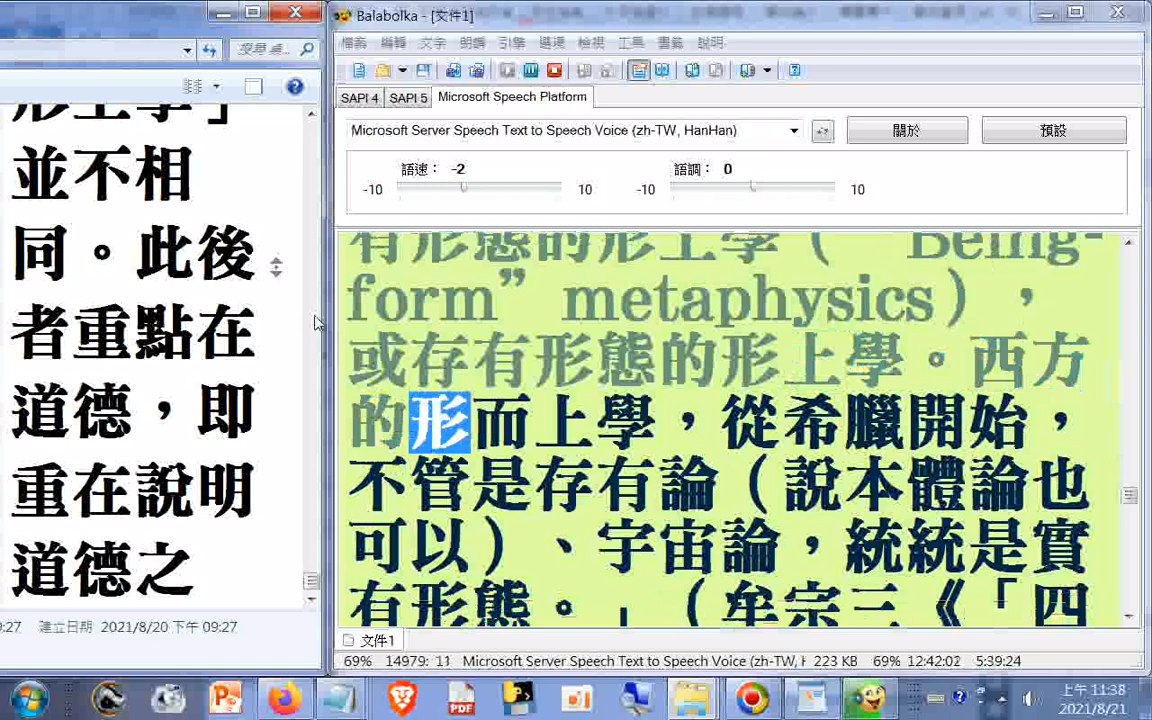 Balabolka - [文件1]
搜尋 桌...
檔案 編輯 文字 朗讀 引擎 選項 檢視 工具 書籤 說明
SAPI 4 SAPI 5 Microsoft Speech Platform
Microsoft Server Speech Text to Speech Voice (zh-TW, HanHan) 關於 預設
語速： -2 語調： 0
-10 10 -10 10
形上學」
並不相
同。此後
者重點在
道德，即
重在說明
道德之
有形態的形上學（“Being-
form”metaphysics），
或存有形態的形上學。西方
的形而上學，從希臘開始，
不管是存有論（說本體論也
可以）、宇宙論，統統是實
有形態。」（牟宗三《「四
09:27 建立日期 2021/8/20 下午 09:27
文件1
69% 14979: 11 Microsoft Server Speech Text to Speech Voice (zh-TW, H 223 KB 69% 12:42:02 5:39:24
上午 11:38
2021/8/21